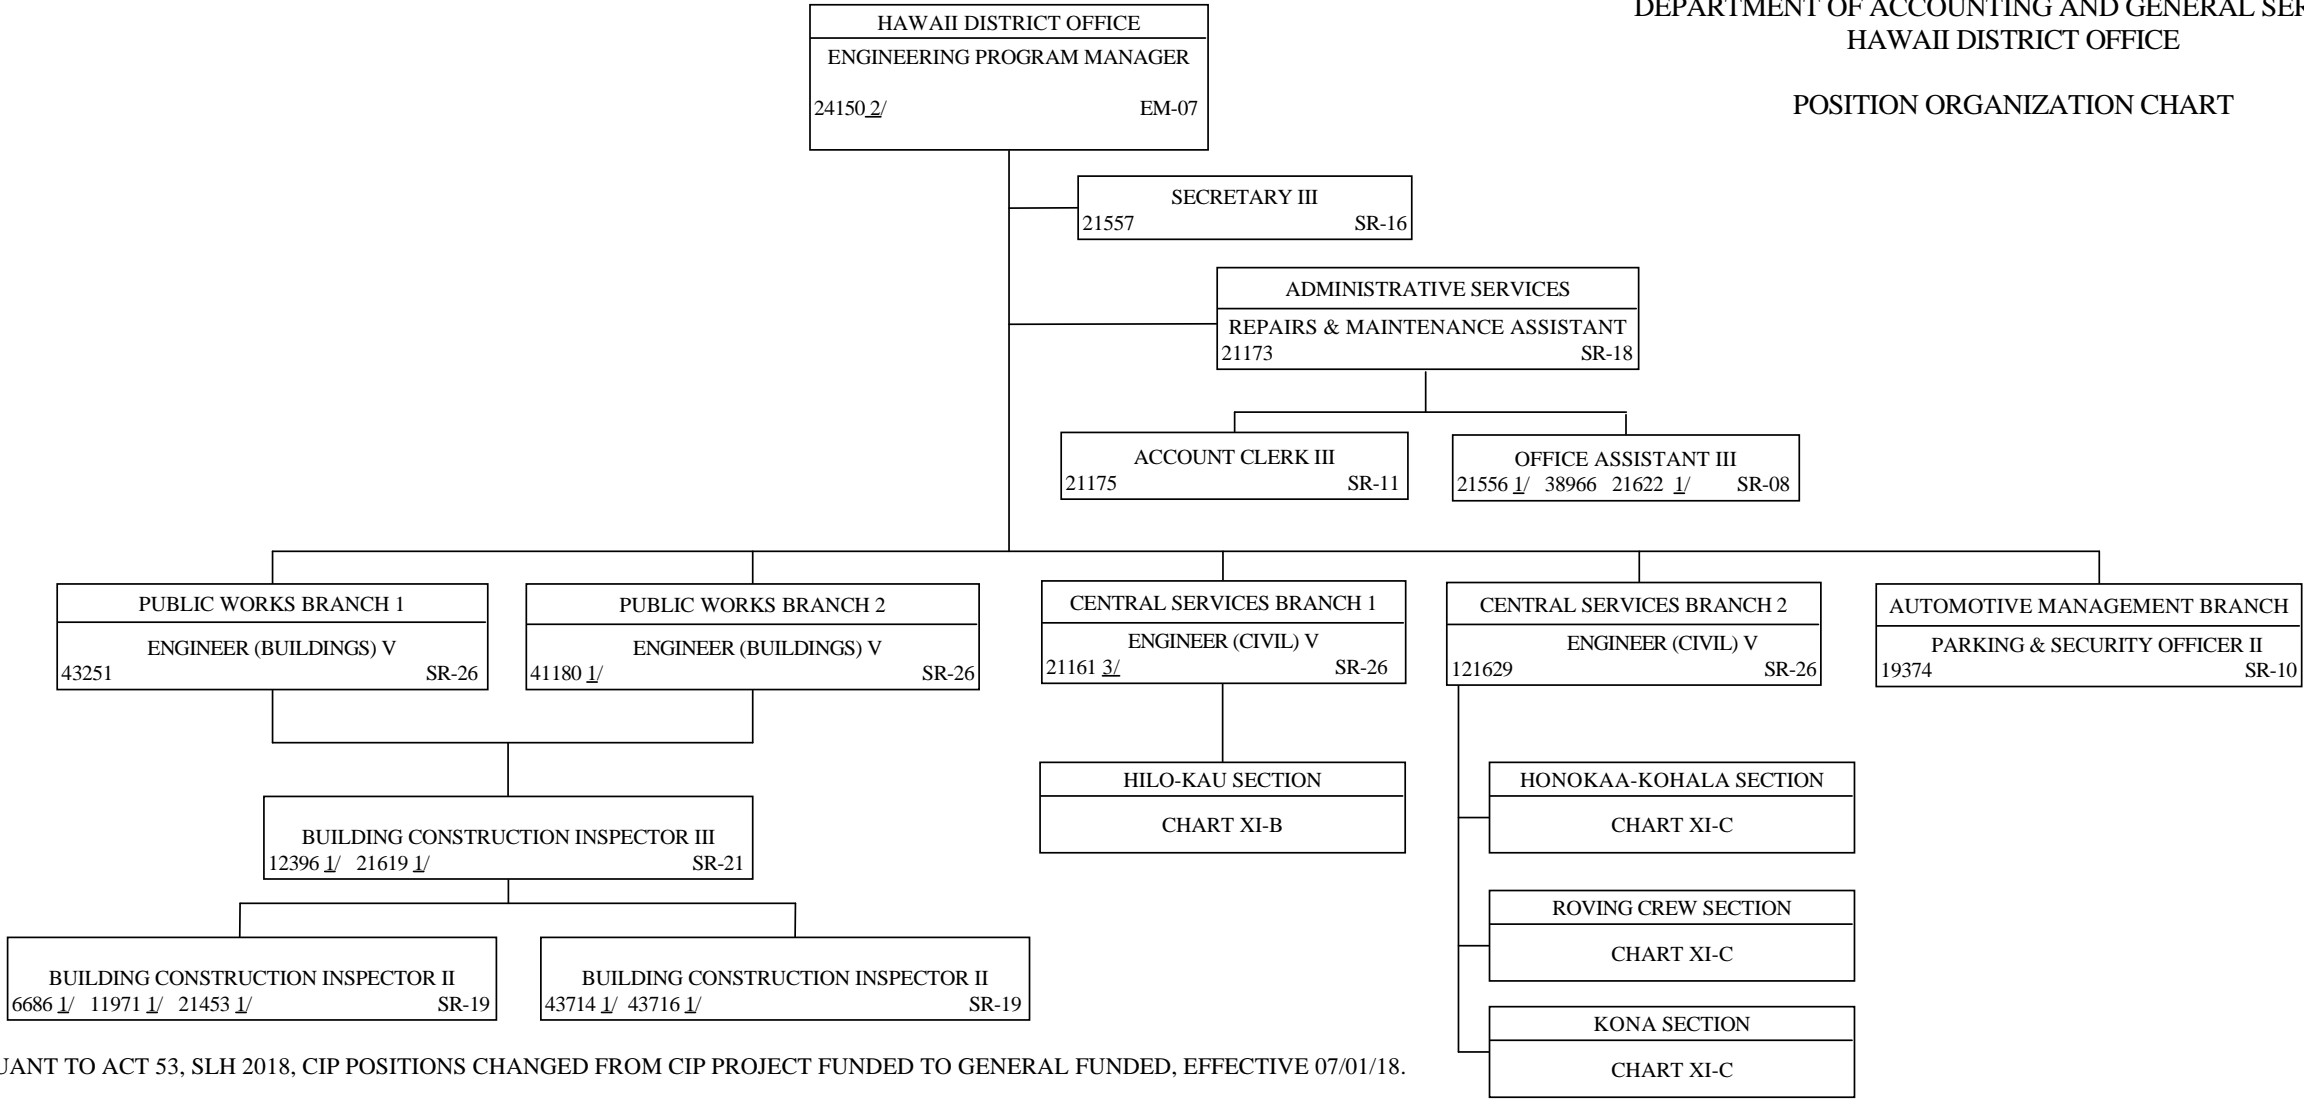 DEPARTMENT OF ACCOUNTING AND GENERAL
HAWAII DISTRICT OFFICE
POSITION ORGANIZATION CHART
HAWAII DISTRICT OFFICE
ENGINEERING PROGRAM MANAGER
24150 2/ EM-07
SECRETARY III
21557 SR-16
ADMINISTRATIVE SERVICES
REPAIRS & MAINTENANCE ASSISTANT
21173 SR-18
ACCOUNT CLERK III
21175 SR-11
OFFICE ASSISTANT III
21556 1/ 38966 21622 1/ SR-08
PUBLIC WORKS BRANCH 1
ENGINEER (BUILDINGS) V
43251 SR-26
PUBLIC WORKS BRANCH 2
ENGINEER (BUILDINGS) V
41180 1/ SR-26
CENTRAL SERVICES BRANCH 1
ENGINEER (CIVIL) V
21161 3/ SR-26
CENTRAL SERVICES BRANCH 2
ENGINEER (CIVIL) V
121629 SR-26
AUTOMOTIVE MANAGEMENT BRANCH
PARKING & SECURITY OFFICER II
19374 SR-10
BUILDING CONSTRUCTION INSPECTOR III
12396 1/ 21619 1/ SR-21
BUILDING CONSTRUCTION INSPECTOR II
6686 1/ 11971 1/ 21453 1/ SR-19
BUILDING CONSTRUCTION INSPECTOR II
43714 1/ 43716 1/ SR-19
HILO-KAU SECTION
CHART XI-B
HONOKAA-KOHALA SECTION
CHART XI-C
ROVING CREW SECTION
CHART XI-C
KONA SECTION
CHART XI-C
TO ACT 53, SLH 2018, CIP POSITIONS CHANGED FROM CIP PROJECT FUNDED TO GENERAL FUNDED, EFFECTIVE 07/01/18.